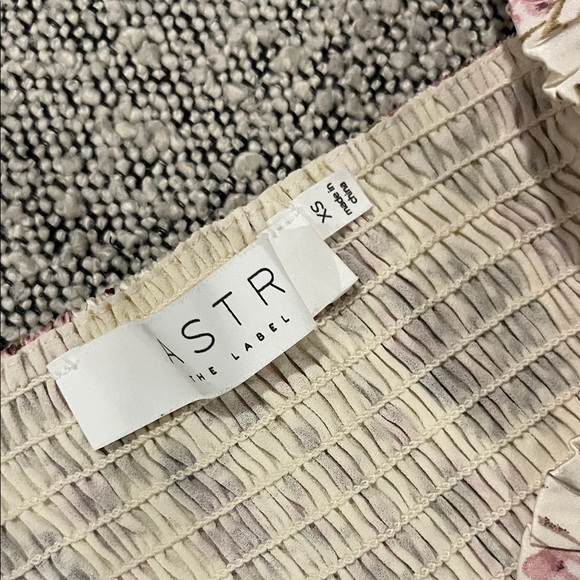 ASTR
THE LABEL
XS
made in
china